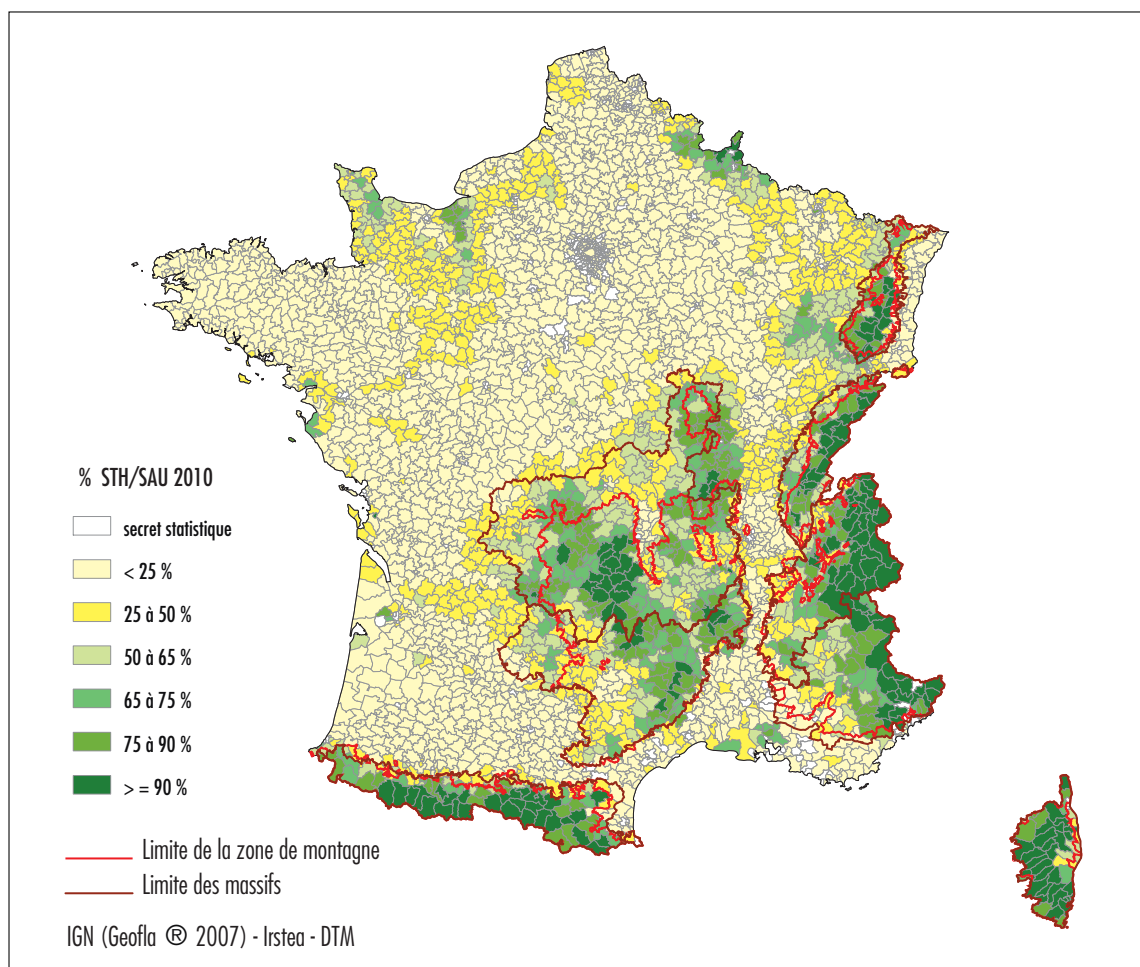 % STH/SAU 2010
secret statistique
< 25 %
25 à 50 %
50 à 65 %
65 à 75 %
75 à 90 %
> = 90 %
Limite de la zone de montagne
Limite des massifs
IGN (Geofla ® 2007) - Irstea - DTM